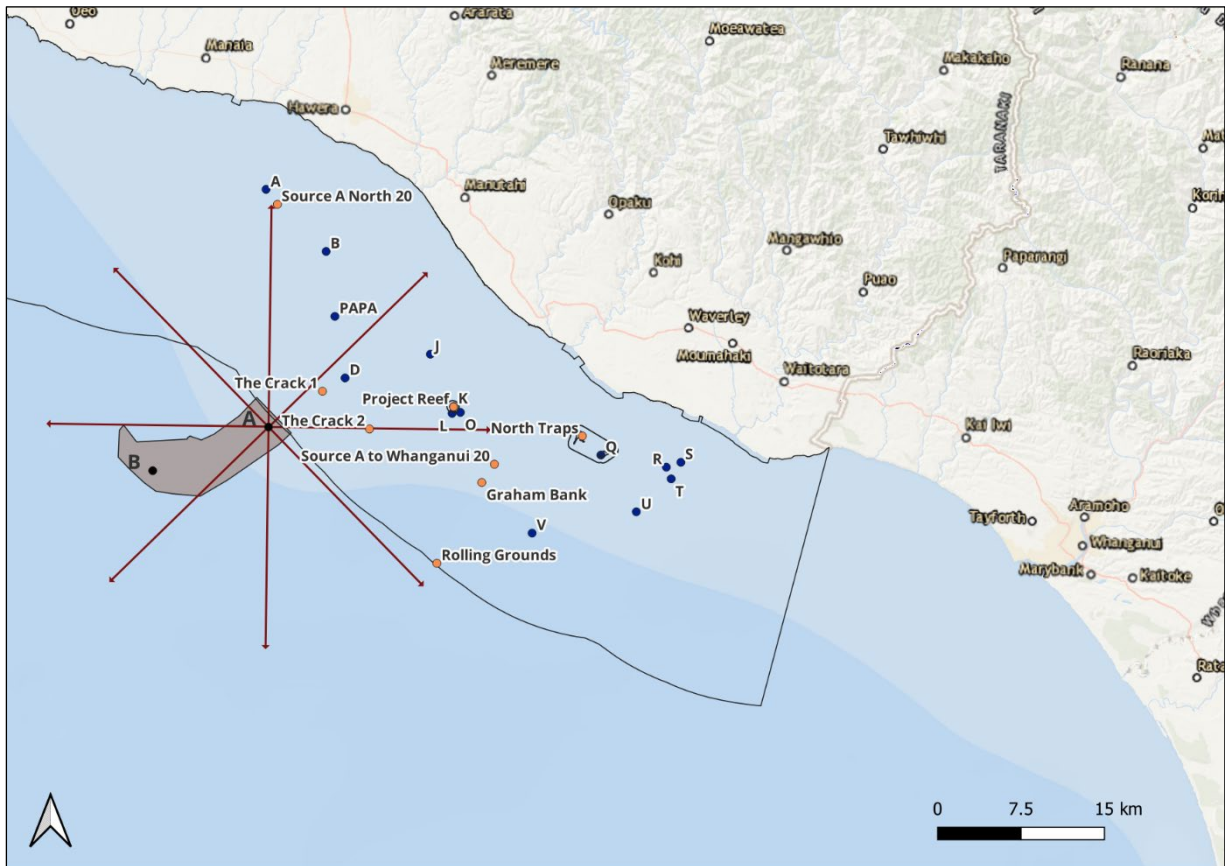 Oeo
Ararata
Moeawatea
Manaia
Meremere
Makakaho
Ranana
Hawera
TARANAKI
Tawhiwhi
A
Source A North 20
Manutahi
Opaku
B
Mangawhio
Paparangi
Kohi
Puao
PAPA
Waverley
J
Moumahaki
Raoriaka
The Crack 1
D
Waitotara
Project Reef
K
A
The Crack 2
L
O
North Traps
Kai Iwi
Q
B
Source A to Whanganui 20
R
S
T
Graham Bank
U
Aramoho
Tayforth
V
Whanganui
Rolling Grounds
Marybank
Kaitoke
0
7.5
15 km